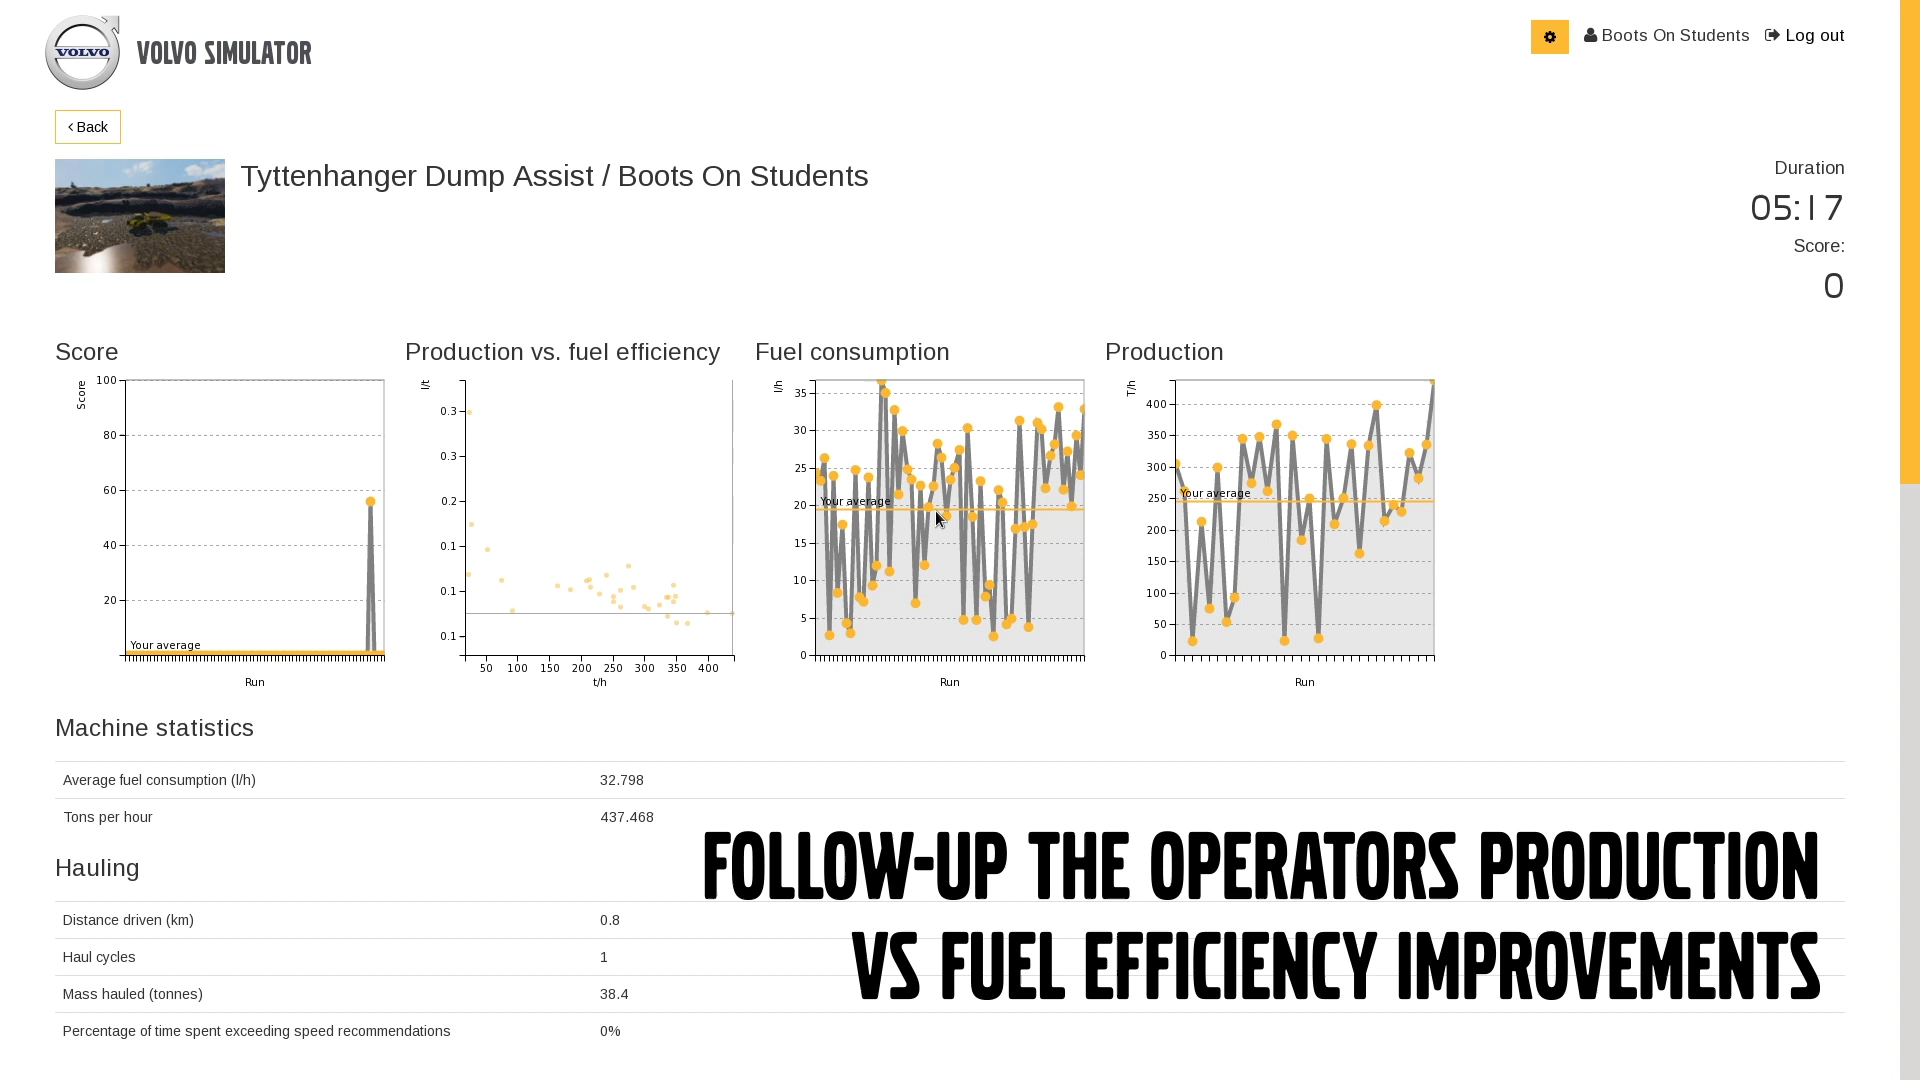 VOLVO
VOLVO SIMULATOR
Boots On Students
Log out
Back
Tyttenhanger Dump Assist / Boots On Students
Duration
05:17
Score:
0
Score
Score
100
80
60
40
20
Your average
Run
Production vs. fuel efficiency
l/t
0.3
0.3
0.2
0.1
0.1
0.1
50 100 150 200 250 300 350 400
t/h
Fuel consumption
l/h
35
30
25
20
15
10
5
0
Your average
Run
Production
T/h
400
350
300
250
200
150
100
50
0
Your average
Run
Machine statistics
Average fuel consumption (l/h) 32.798
Tons per hour 437.468
Hauling
Distance driven (km) 0.8
Haul cycles 1
Mass hauled (tonnes) 38.4
Percentage of time spent exceeding speed recommendations 0%
FOLLOW-UP THE OPERATORS PRODUCTION
VS FUEL EFFICIENCY IMPROVEMENTS